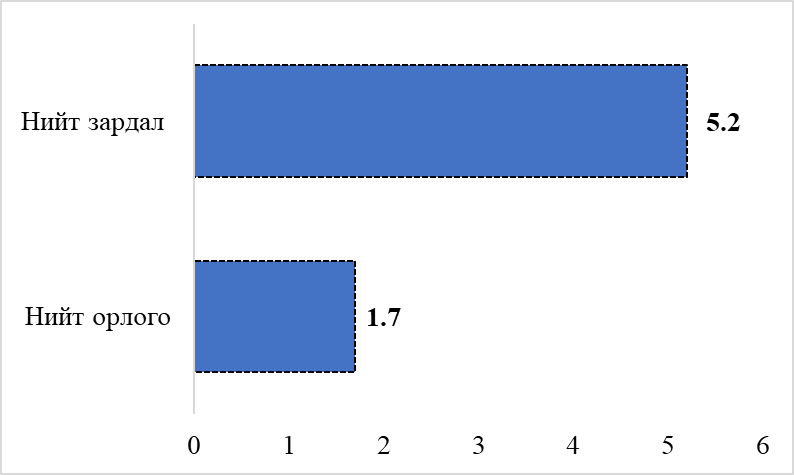 Нийт зардал
5.2
Нийт орлого
1.7
0 1 2 3 4 5 6